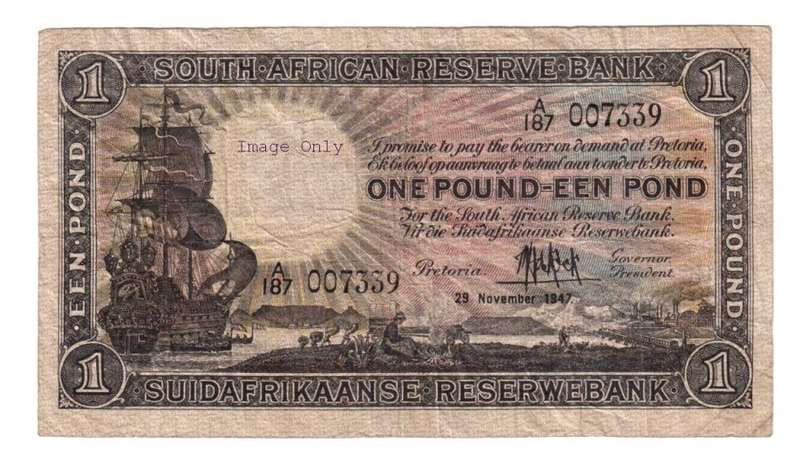 1 SOUTH·AFRICAN·RESERVE·BANK 1
A/187 007339
Image Only
I promise to pay the bearer on demand at Pretoria,
Ek beloof op aanvraag te betaal aan toonder te Pretoria,
ONE POUND-EEN POND
For the South African Reserve Bank.
Vir die Suidafrikaanse Reserwebank.
A/187 007339
Pretoria.
Governor
President.
29 November 1947.
·EEN POND·
·ONE POUND·
1 SUIDAFRIKAANSE·RESERWEBANK 1